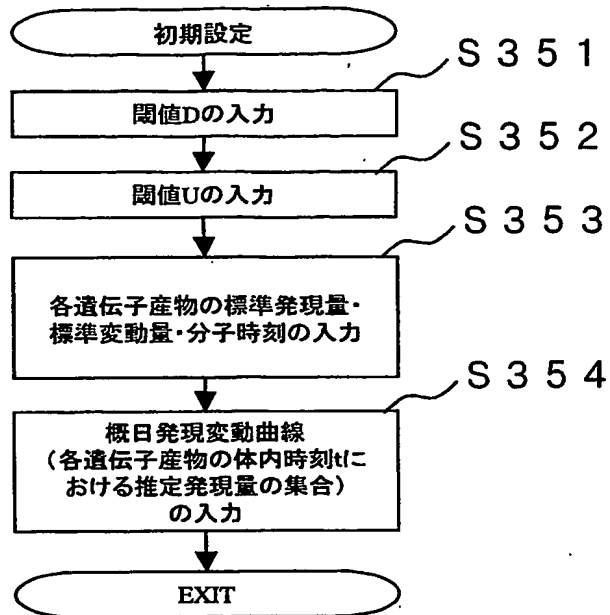 初期設定
S351
閾値Dの入力
S352
閾値Uの入力
S353
各遺伝子産物の標準発現量・
標準変動量・分子時刻の入力
S354
概日発現変動曲線
(各遺伝子産物の体内時刻tに
おける推定発現量の集合)
の入力
EXIT